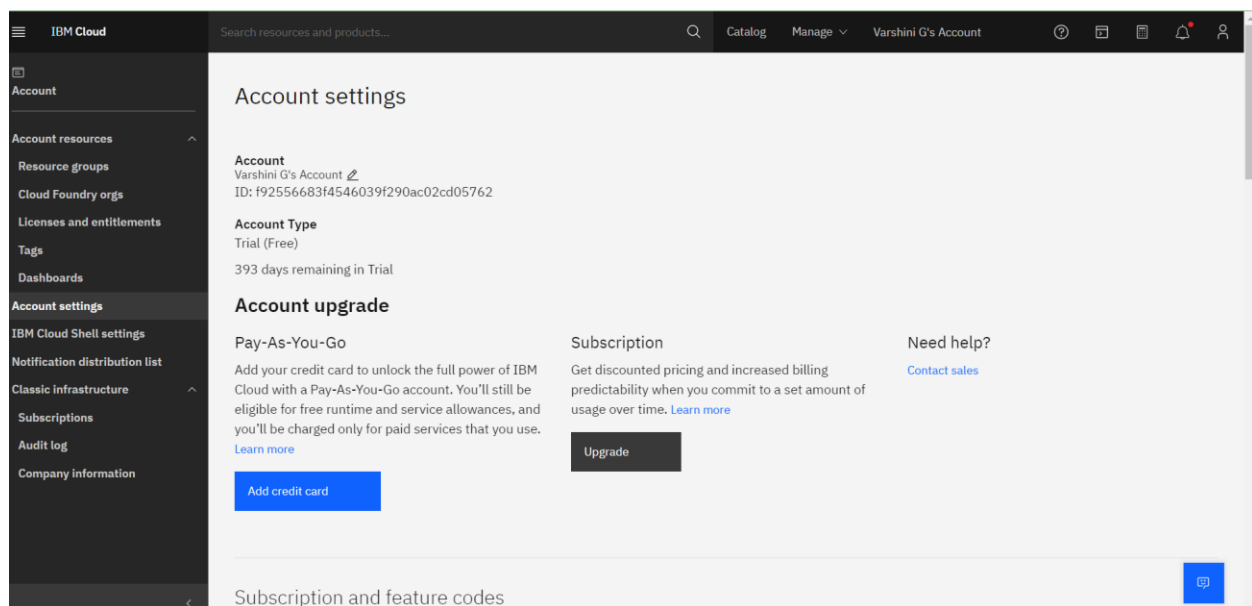 IBM Cloud
Search resources and products...
Catalog
Manage
Varshini G's Account
Account
Account resources
Resource groups
Cloud Foundry orgs
Licenses and entitlements
Tags
Dashboards
Account settings
IBM Cloud Shell settings
Notification distribution list
Classic infrastructure
Subscriptions
Audit log
Company information
Account settings
Account
Varshini G's Account
ID: f92556683f4546039f290ac02cd05762
Account Type
Trial (Free)
393 days remaining in Trial
Account upgrade
Pay-As-You-Go
Add your credit card to unlock the full power of IBM
Cloud with a Pay-As-You-Go account. You'll still be
eligible for free runtime and service allowances, and
you'll be charged only for paid services that you use.
Learn more
Add credit card
Subscription
Get discounted pricing and increased billing
predictability when you commit to a set amount of
usage over time. Learn more
Upgrade
Need help?
Contact sales
Subscription and feature codes